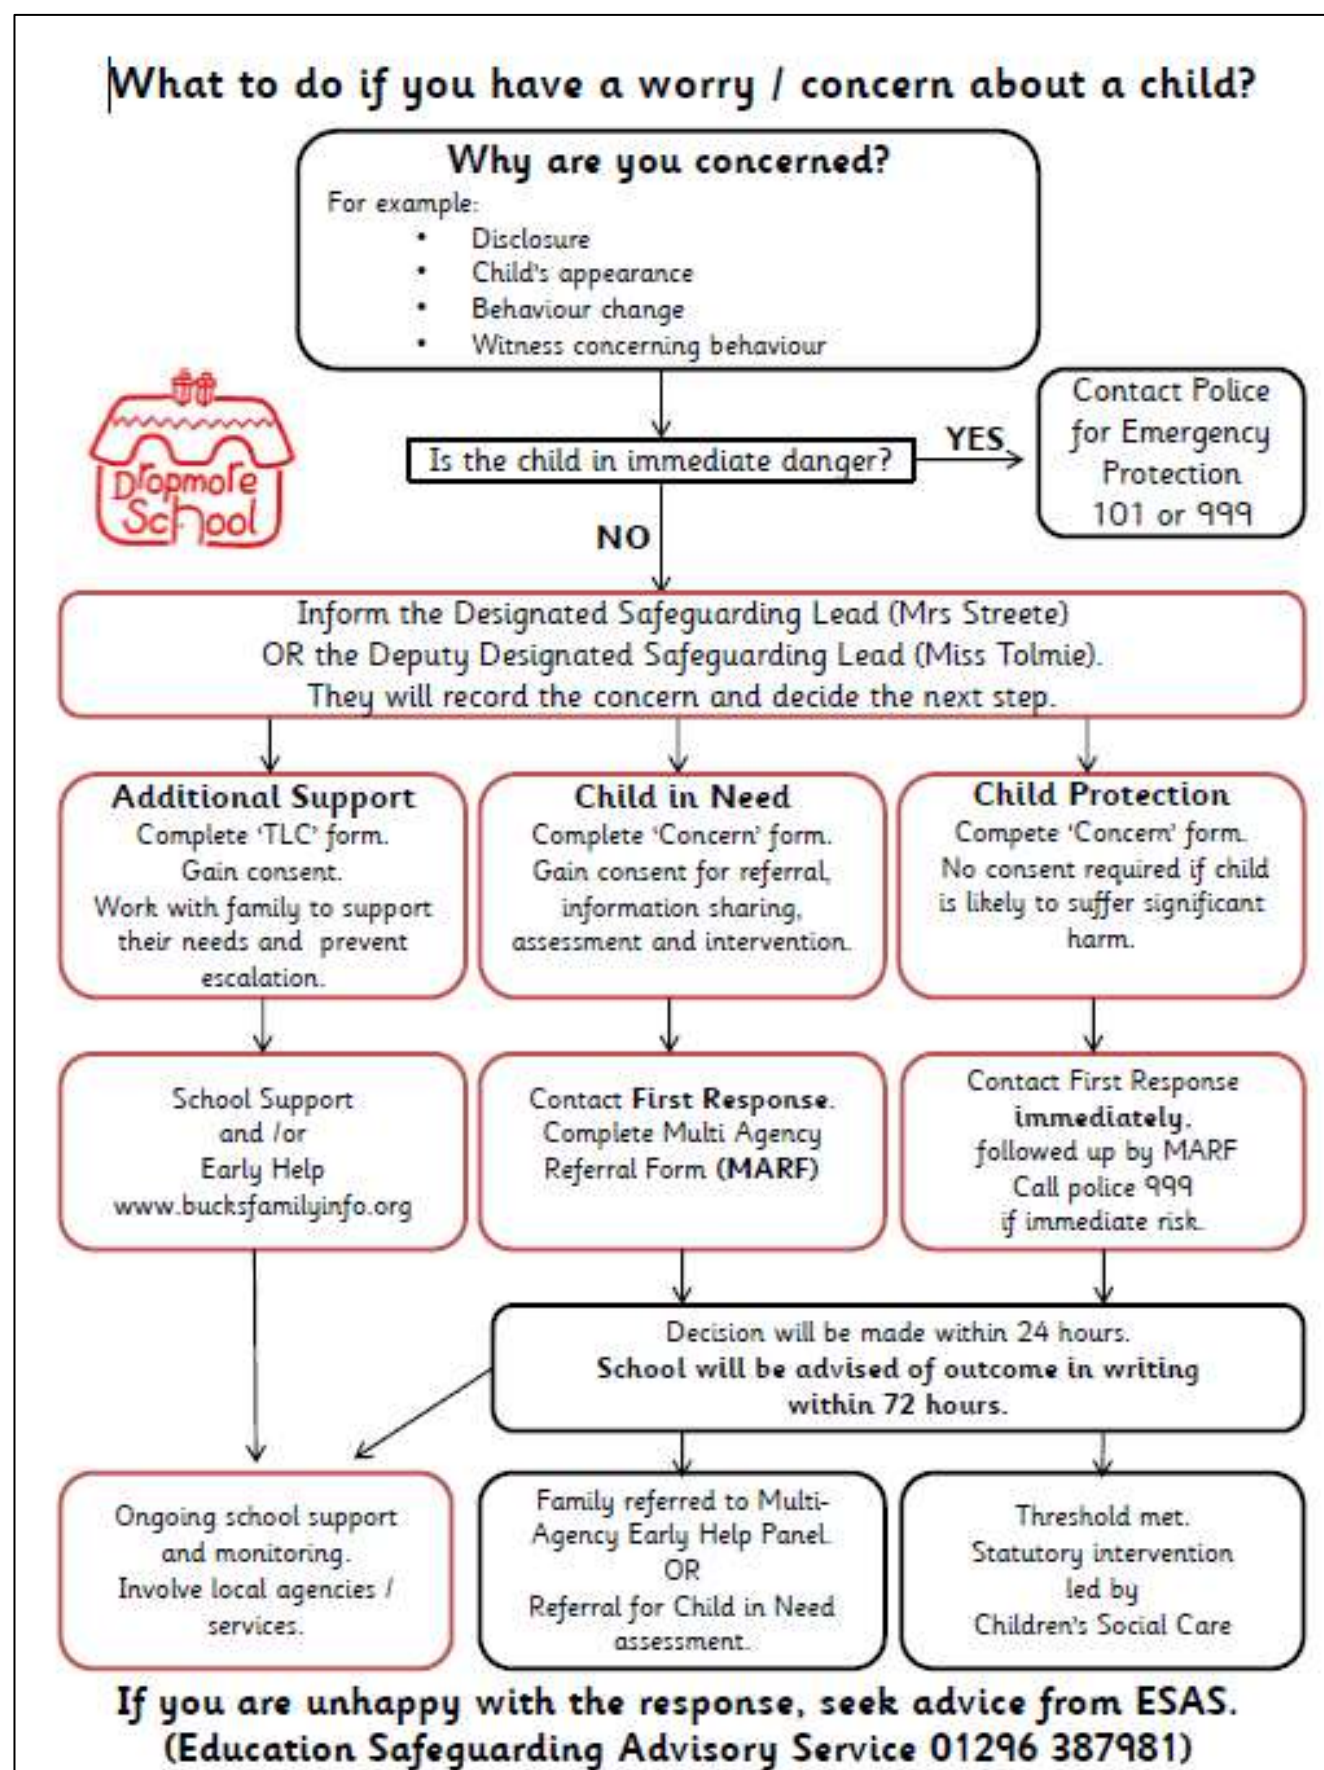 What to do if you have a worry / concern about a child?
Why are you concerned?
For example:
• Disclosure
• Child's appearance
• Behaviour change
• Witness concerning behaviour
Dropmore
School
Is the child in immediate danger?
YES
Contact Police
for Emergency
Protection
101 or 999
NO
Inform the Designated Safeguarding Lead (Mrs Streete)
OR the Deputy Designated Safeguarding Lead (Miss Tolmie).
They will record the concern and decide the next step.
Additional Support
Complete 'TLC' form.
Gain consent.
Work with family to support
their needs and prevent
escalation.
Child in Need
Complete 'Concern' form.
Gain consent for referral,
information sharing,
assessment and intervention.
Child Protection
Compete 'Concern' form.
No consent required if child
is likely to suffer significant
harm.
School Support
and /or
Early Help
www.bucksfamilyinfo.org
Contact First Response.
Complete Multi Agency
Referral Form (MARF)
Contact First Response
immediately,
followed up by MARF
Call police 999
if immediate risk.
Decision will be made within 24 hours.
School will be advised of outcome in writing
within 72 hours.
Ongoing school support
and monitoring.
Involve local agencies /
services.
Family referred to Multi-
Agency Early Help Panel.
OR
Referral for Child in Need
assessment.
Threshold met.
Statutory intervention
led by
Children's Social Care
If you are unhappy with the response, seek advice from ESAS.
(Education Safeguarding Advisory Service 01296 387981)